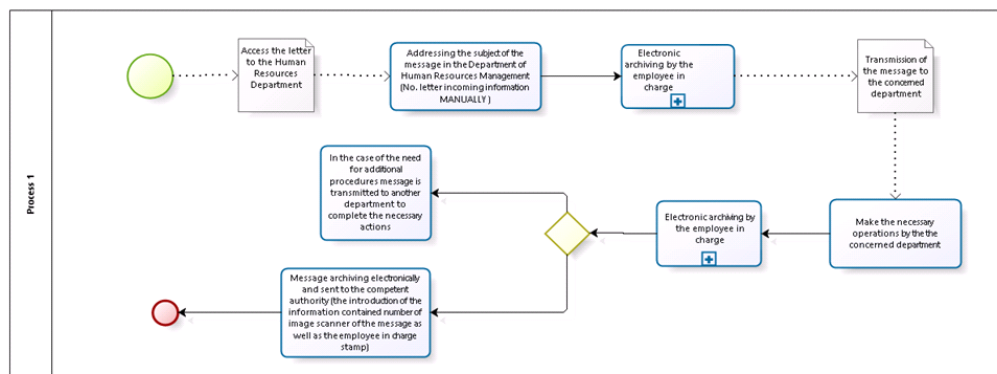 Process 1
Access the letter
to the Human
Resources
Department
Addressing the subject of the
message in the Department of
Human Resources Management
(No. letter incoming information
MANUALLY )
Electronic
archiving by the
employee in
charge
Transmission of
the message to
the concerned
department
In the case of the need
for additional
procedures message is
transmitted to another
department to
complete the necessary
actions
Electronic archiving by
the employee in
charge
Make the necessary
operations by the the
concerned department
Message archiving electronically
and sent to the competent
authority (the introduction of the
information contained number of
image scanner of the message as
well as the employee in charge
stamp)